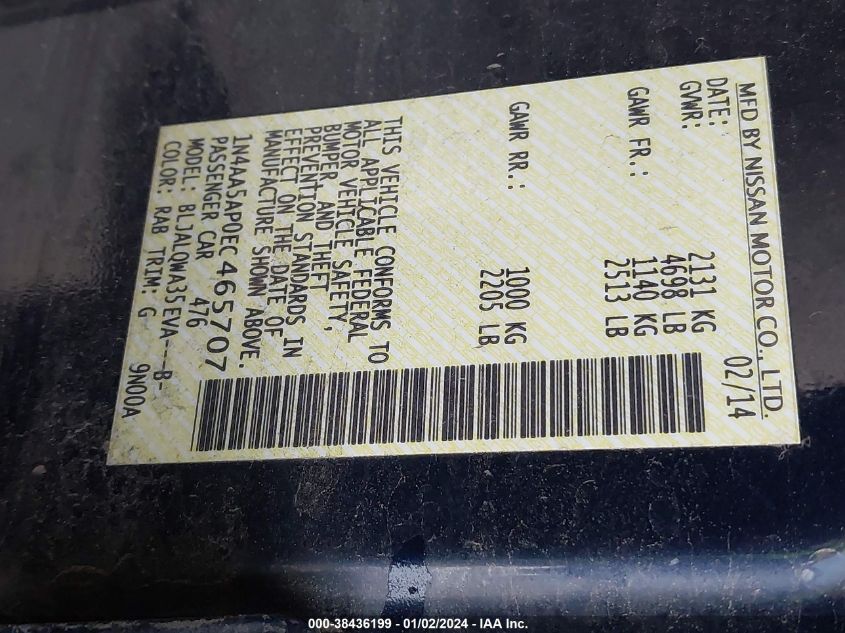 MFD BY NISSAN MOTOR CO., LTD.
DATE: 02/14
GVWR: 2131 KG
4698 LB
GAWR FR.: 1140 KG
2513 LB
GAWR RR.: 1000 KG
2205 LB
THIS VEHICLE CONFORMS TO
ALL APPLICABLE FEDERAL
MOTOR VEHICLE SAFETY,
BUMPER, AND THEFT
PREVENTION STANDARDS IN
EFFECT ON THE DATE OF
MANUFACTURE SHOWN ABOVE.
1N4AA5AP0EC465707
PASSENGER CAR 476
MODEL: BLJALQWA35EVA---B-
COLOR: RAB TRIM: G 9N00A
000-38436199 - 01/02/2024 - IAA Inc.